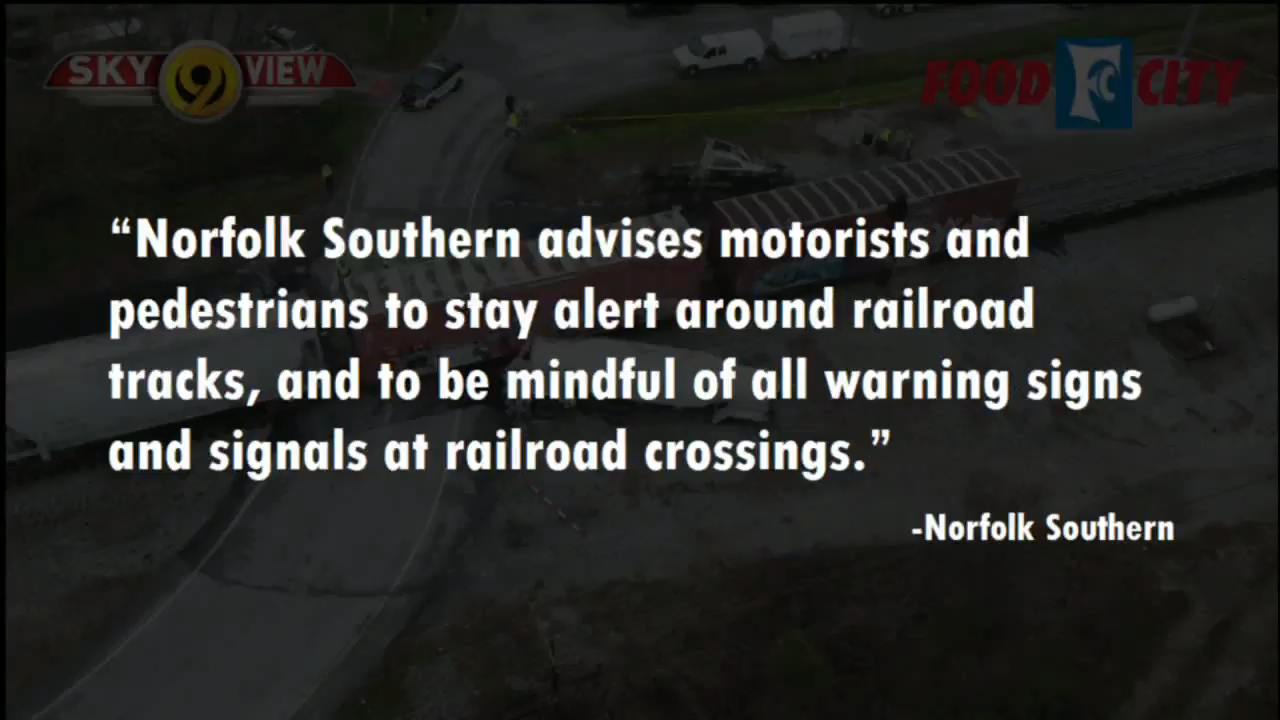 SKY 9 VIEW
FOOD FC CITY
“Norfolk Southern advises motorists and
pedestrians to stay alert around railroad
tracks, and to be mindful of all warning signs
and signals at railroad crossings.”
-Norfolk Southern